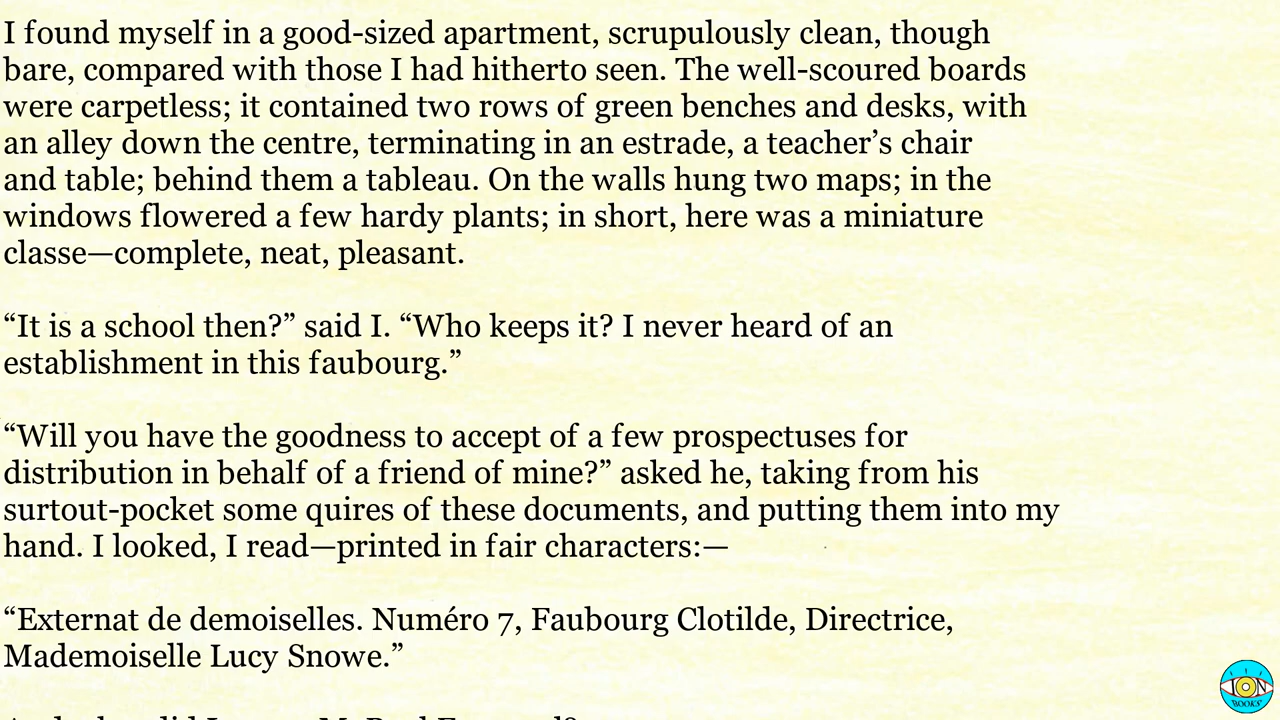 I found myself in a good-sized apartment, scrupulously clean, though
bare, compared with those I had hitherto seen. The well-scoured boards
were carpetless; it contained two rows of green benches and desks, with
an alley down the centre, terminating in an estrade, a teacher’s chair
and table; behind them a tableau. On the walls hung two maps; in the
windows flowered a few hardy plants; in short, here was a miniature
classe—complete, neat, pleasant.
“It is a school then?” said I. “Who keeps it? I never heard of an
establishment in this faubourg.”
“Will you have the goodness to accept of a few prospectuses for
distribution in behalf of a friend of mine?” asked he, taking from his
surtout-pocket some quires of these documents, and putting them into my
hand. I looked, I read—printed in fair characters:—
“Externat de demoiselles. Numéro 7, Faubourg Clotilde, Directrice,
Mademoiselle Lucy Snowe.”
ION
BOOKS